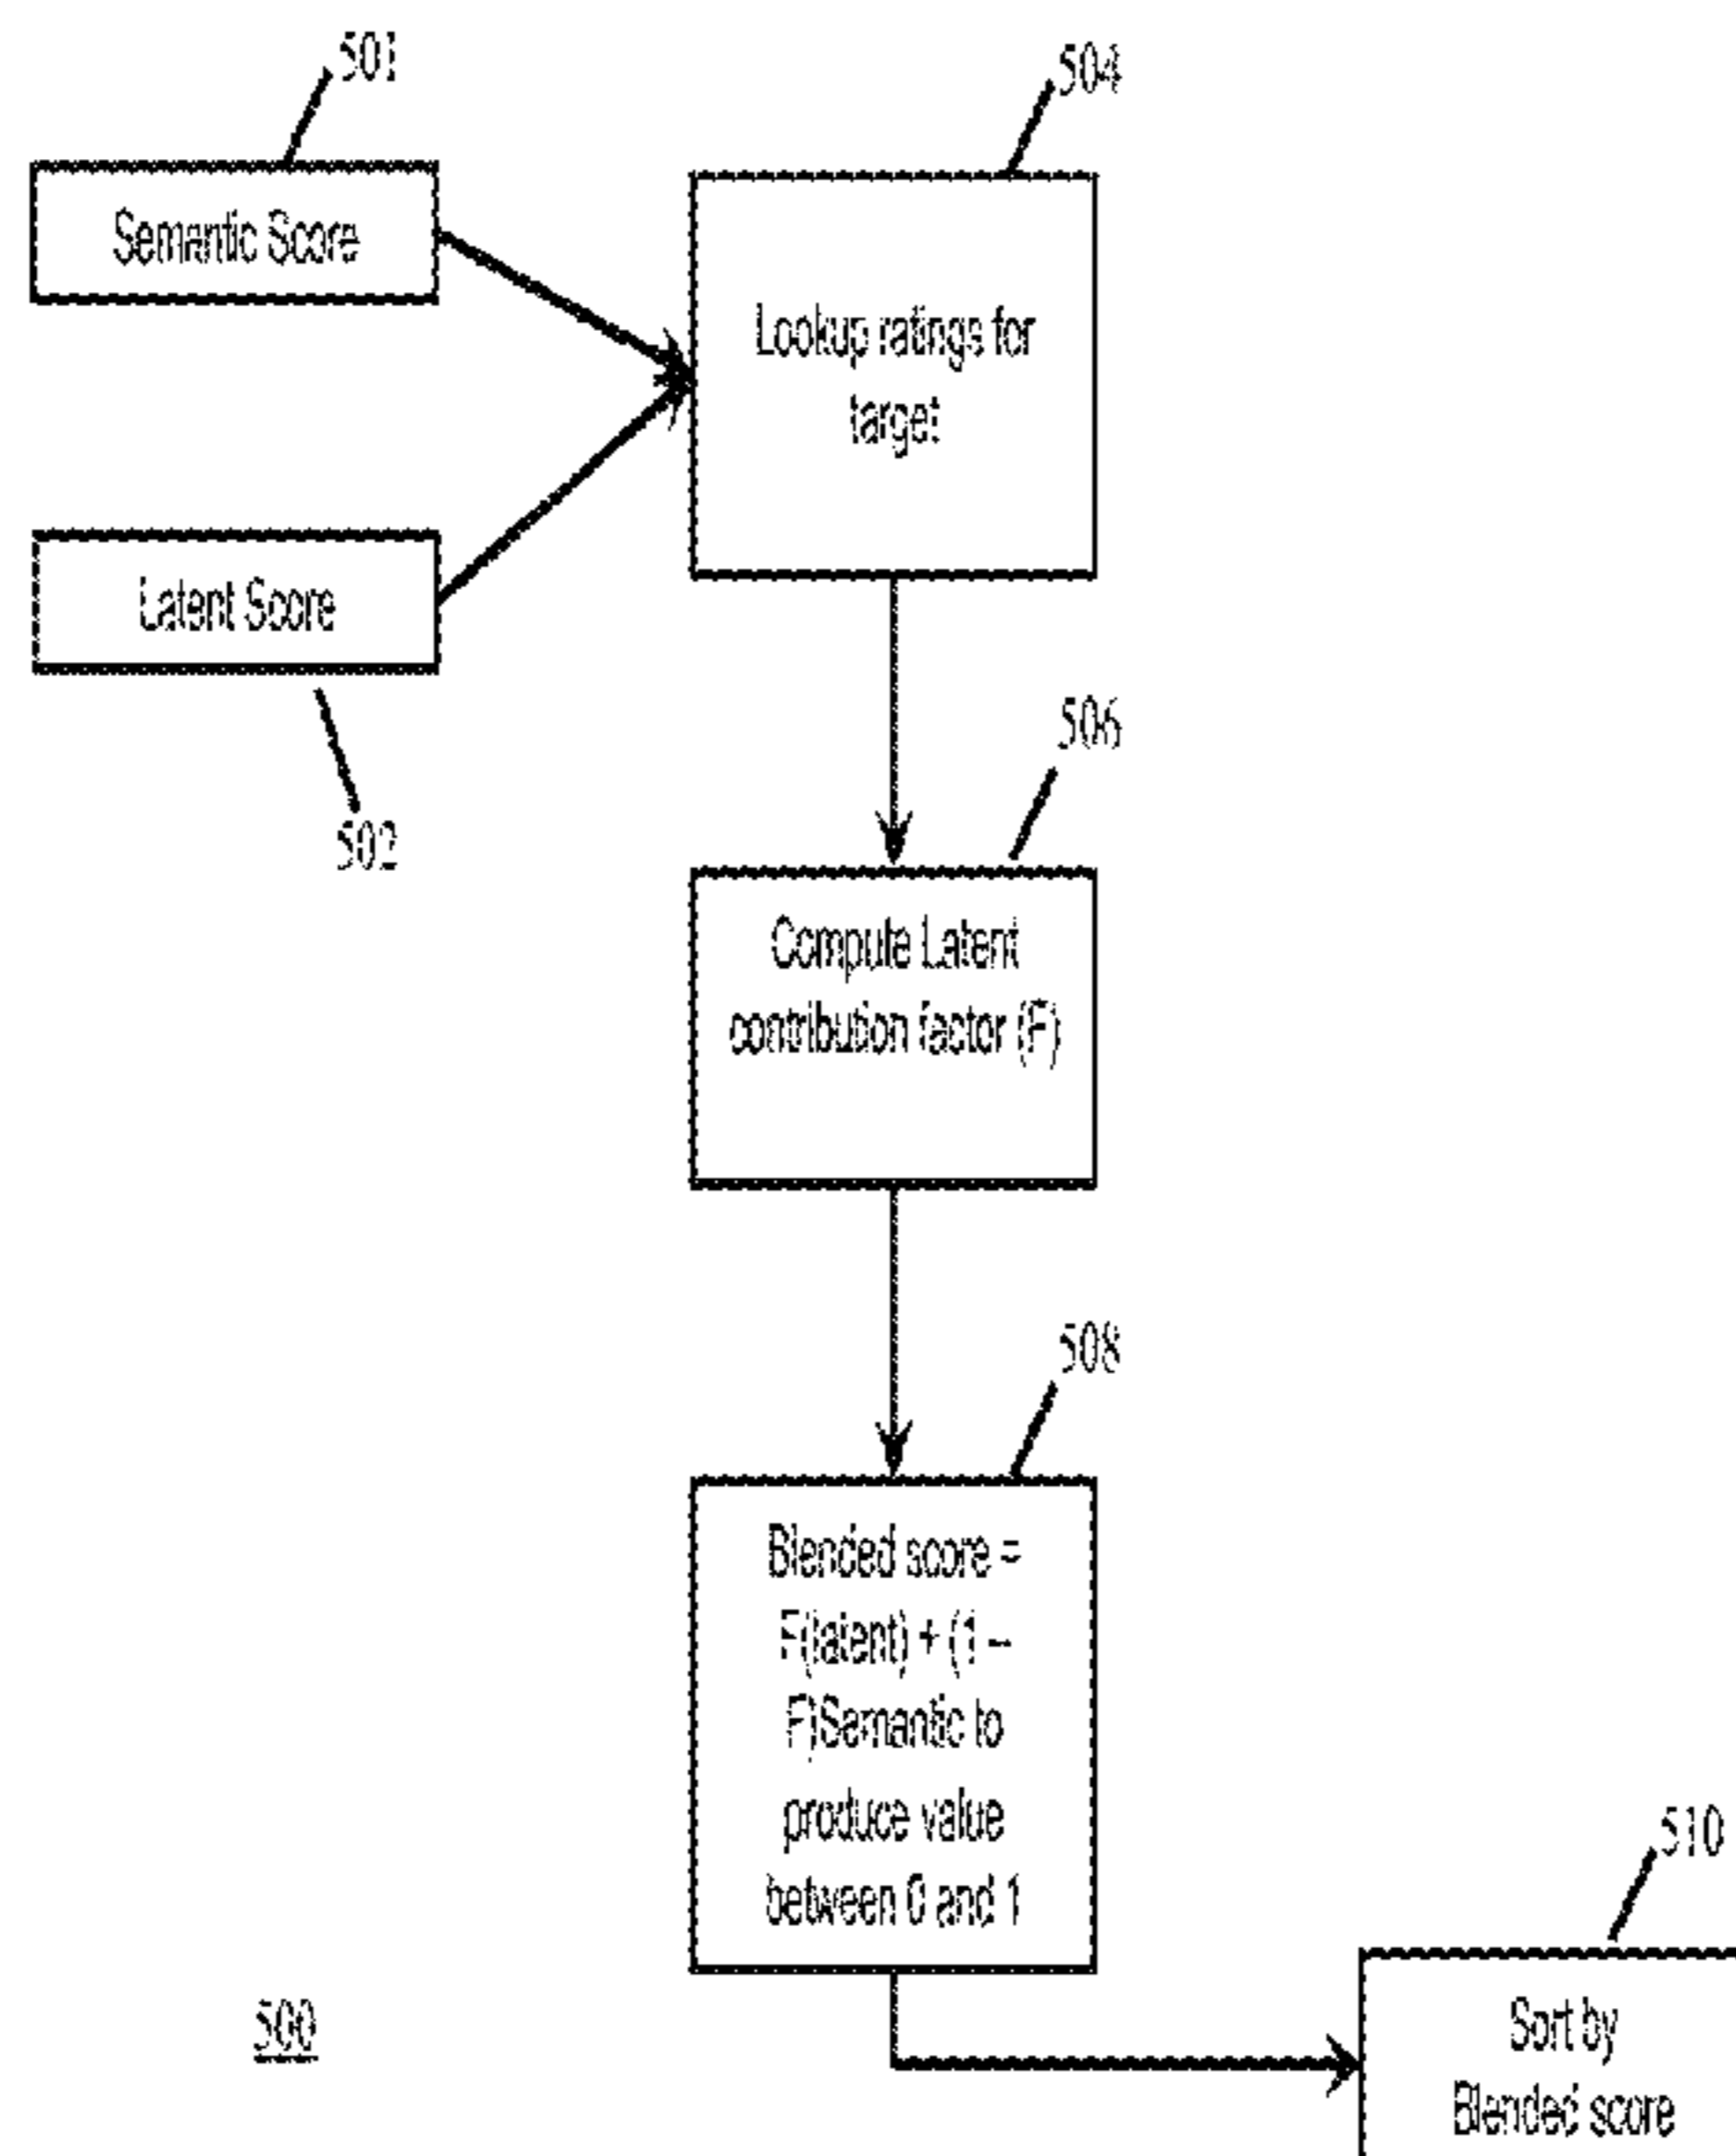 501
504
Semantic Score
Lookup ratings for
target
Latent Score
506
502
Compute Latent
contribution factor (F)
508
Blended score =
F(latent) + (1 –
F)Semantic to
produce value
between 0 and 1
510
500
Sort by
Blended score